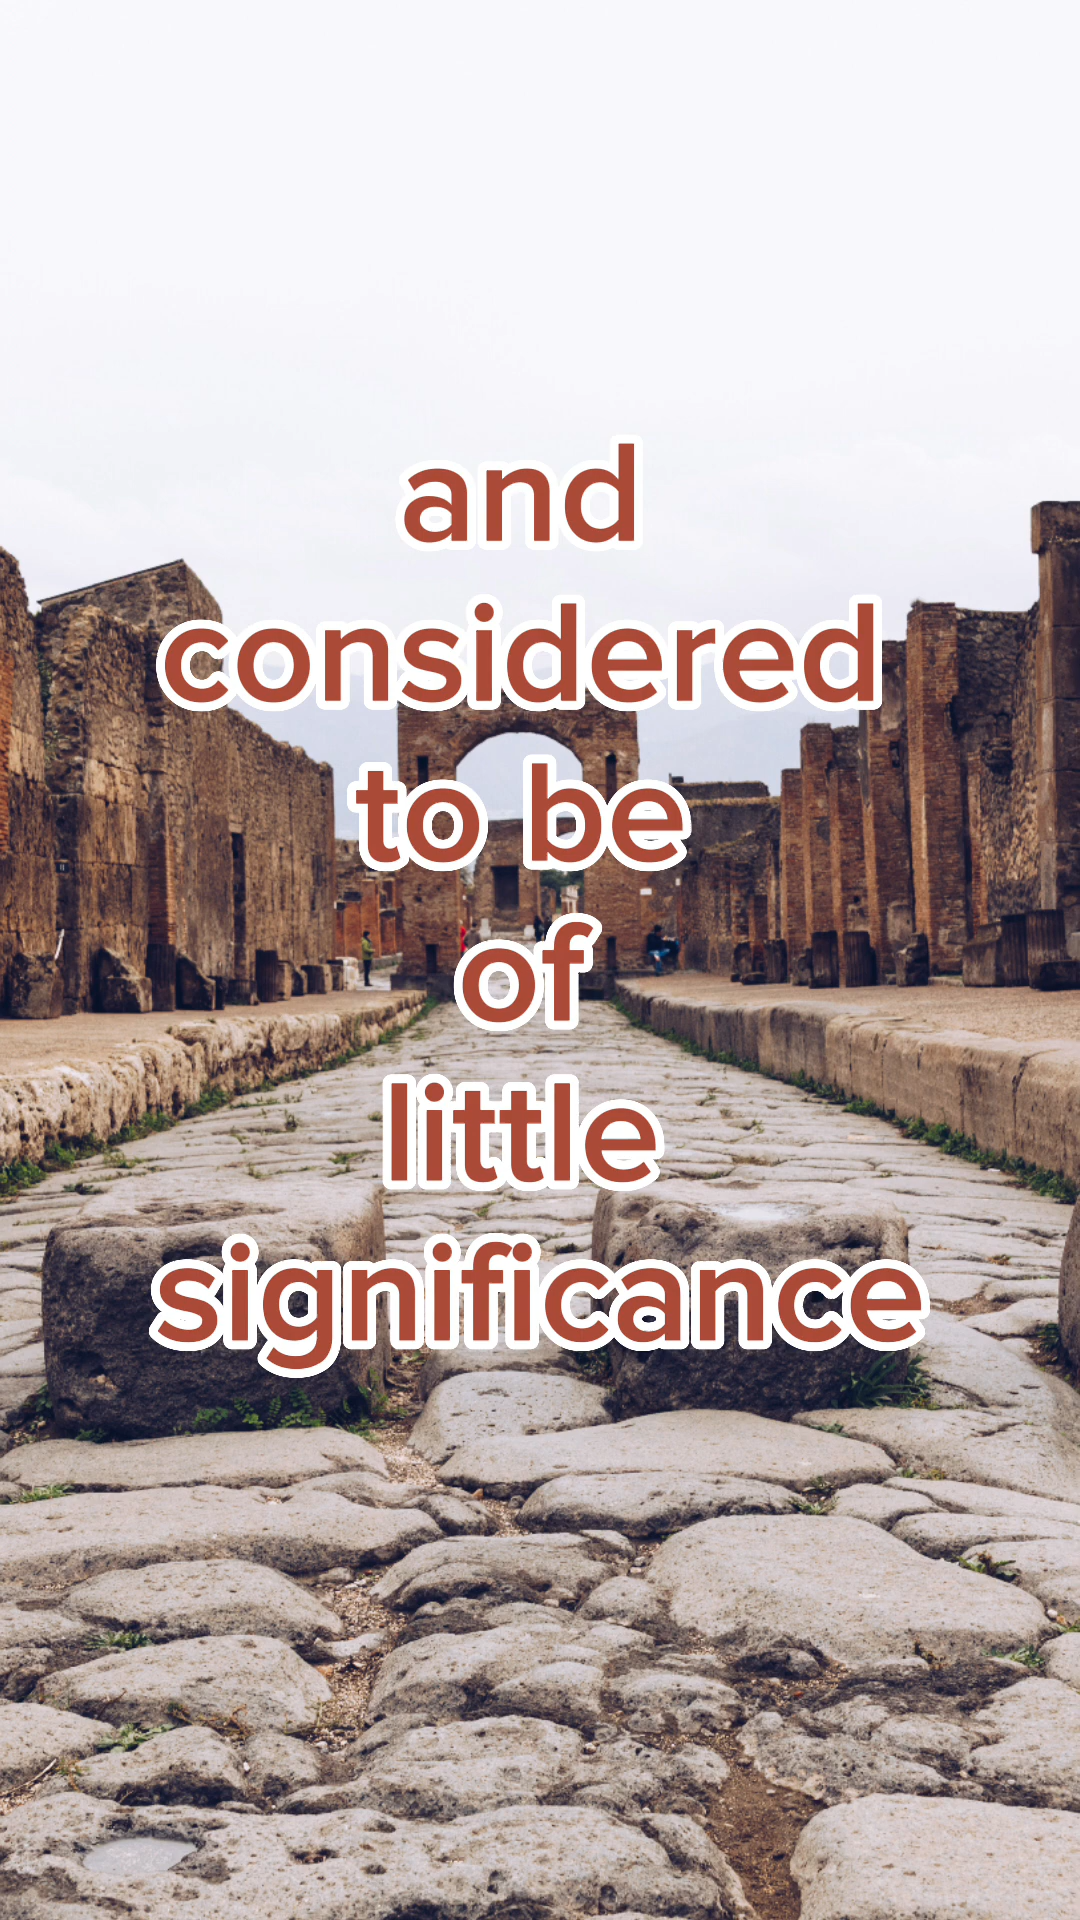 and
considered
to be
of
little
significance